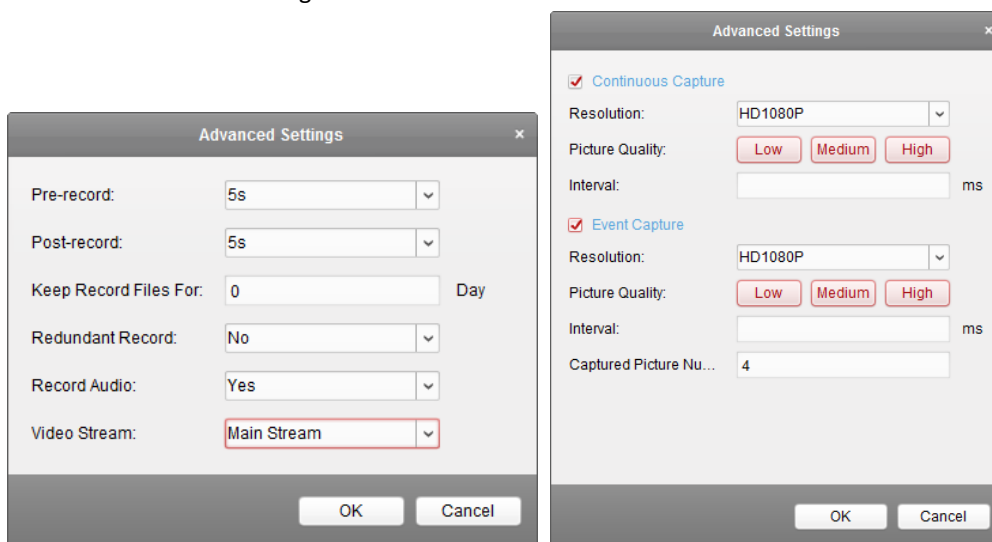 Advanced Settings ×
Pre-record: 5s
Post-record: 5s
Keep Record Files For: 0 Day
Redundant Record: No
Record Audio: Yes
Video Stream: Main Stream
OK Cancel
Advanced Settings ×
Continuous Capture
Resolution: HD1080P
Picture Quality: Low Medium High
Interval: ms
Event Capture
Resolution: HD1080P
Picture Quality: Low Medium High
Interval: ms
Captured Picture Nu... 4
OK Cancel